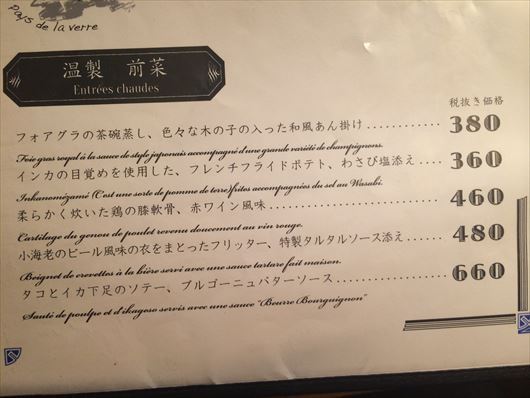 Pays de la verre
温製 前菜
Entrées chaudes
税抜き価格
フォアグラの茶碗蒸し、色々な木の子の入った和風あん掛け............ 380
Foie gras royal à la sauce de style japonais accompagné d'une grande variété de champignons.
インカの目覚めを使用した、フレンチフライドポテト、わさび塩添え.... 360
Inkanomézamé (C'est une sorte de pomme de terre)frites accompagnées du sel au Wasabi.
柔らかく炊いた鶏の膝軟骨、赤ワイン風味........................ 460
Cartilage du genou de poulet revenu doucement au vin rouge.
小海老のビール風味の衣をまとったフリッター、特製タルタルソース添え... 480
Beignet de crevettes à la bière servi avec une sauce tartare fait maison.
タコとイカ下足のソテー、ブルゴーニュバターソース................ 660
Sauté de poulpe et d'ikagoso servis avec une sauce "Beurre Bourguignon"